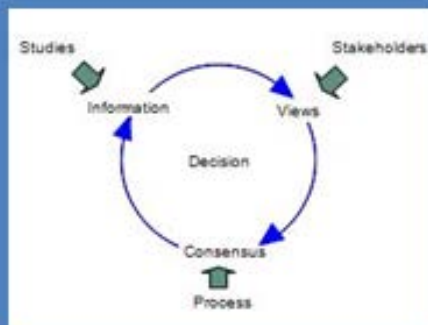 Studies
Stakeholders
Information
Views
Decision
Consensus
Process